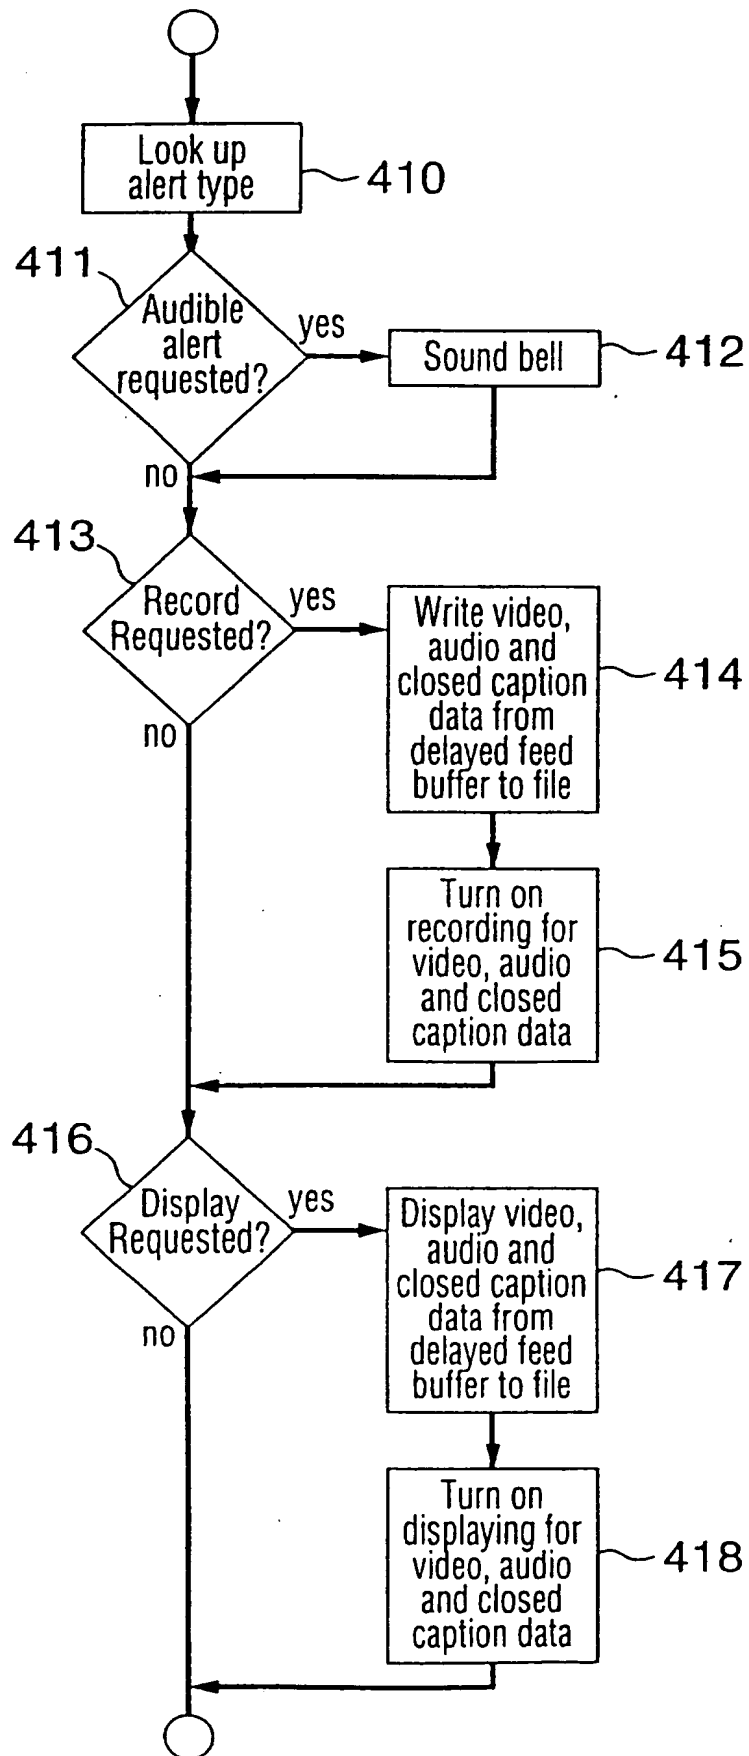 Look up
alert type
410
411
Audible
alert
requested?
yes
Sound bell
412
no
413
Record
Requested?
yes
Write video,
audio and
closed caption
data from
delayed feed
buffer to file
414
no
Turn on
recording for
video, audio
and closed
caption data
415
416
Display
Requested?
yes
Display video,
audio and
closed caption
data from
delayed feed
buffer to file
417
no
Turn on
displaying for
video, audio
and closed
caption data
418